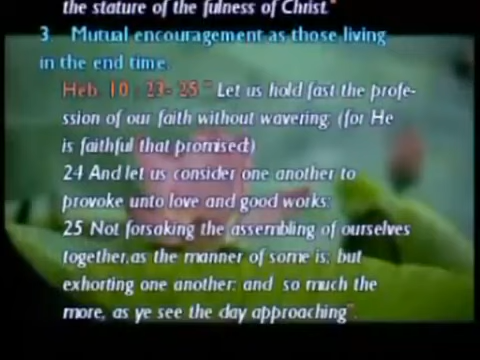 the stature of the fulness of Christ."
3. Mutual encouragement as those living
in the end time.
Heb. 10 : 23- 25 " Let us hold fast the profe-
ssion of our faith without wavering; (for He
is faithful that promised;)
24 And let us consider one another to
provoke unto love and good works:
25 Not forsaking the assembling of ourselves
together, as the manner of some is; but
exhorting one another: and so much the
more, as ye see the day approaching".